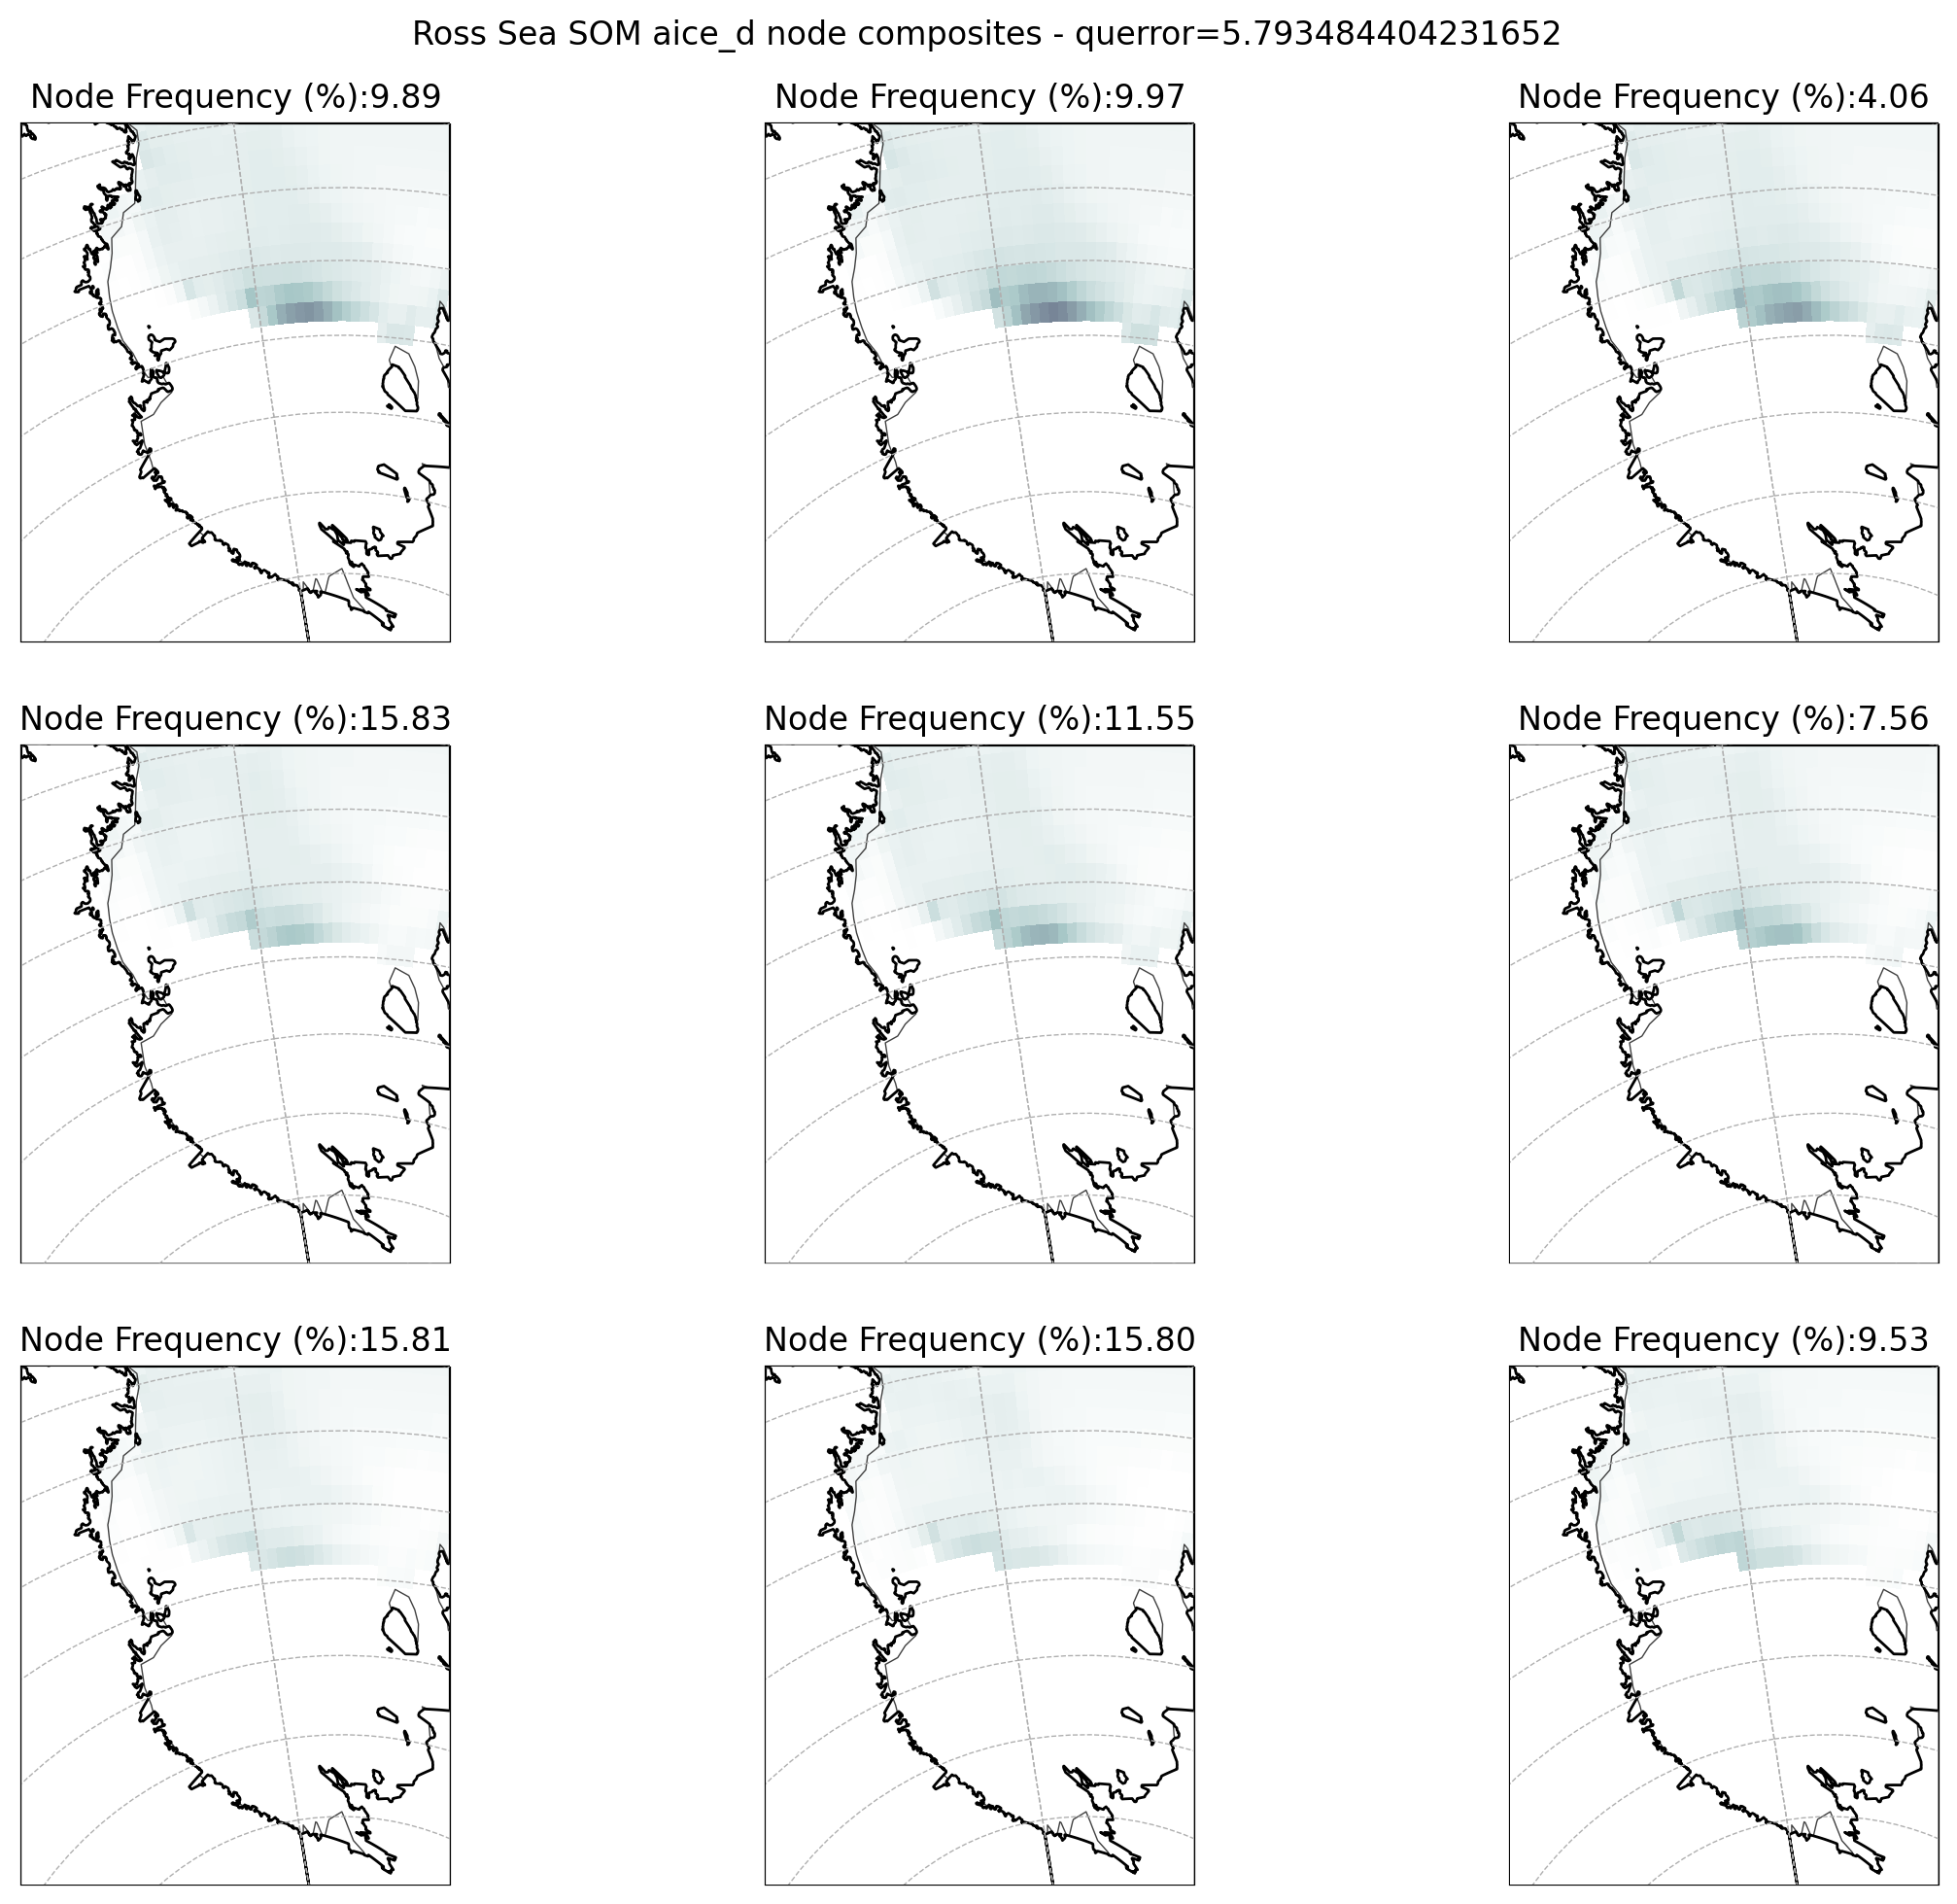 Ross Sea SOM aice_d node composites - querror=5.793484404231652
Node Frequency (%):9.89
Node Frequency (%):9.97
Node Frequency (%):4.06
Node Frequency (%):15.83
Node Frequency (%):11.55
Node Frequency (%):7.56
Node Frequency (%):15.81
Node Frequency (%):15.80
Node Frequency (%):9.53